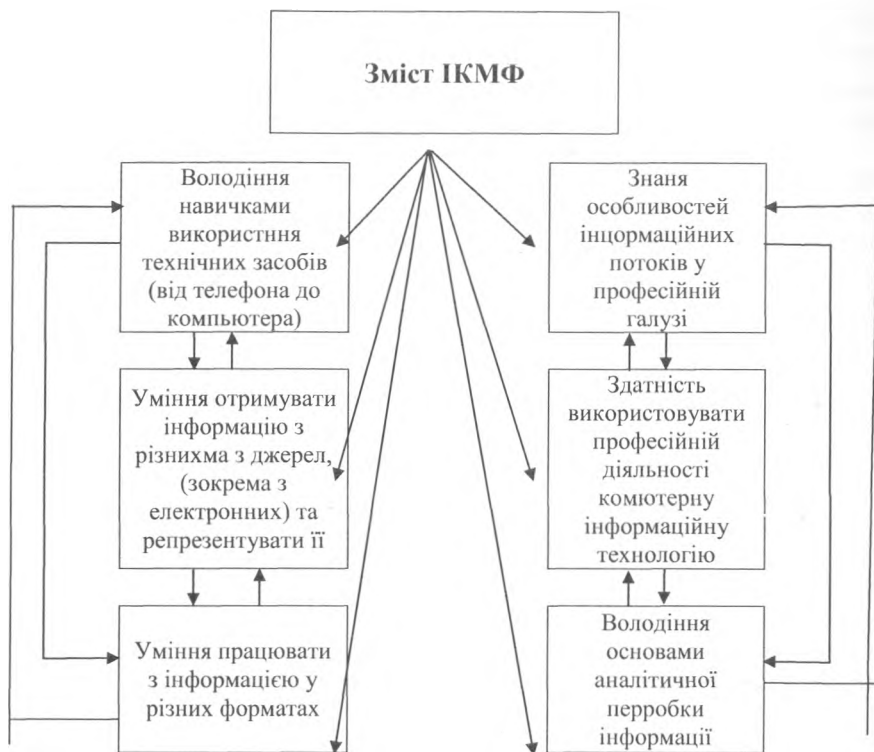 Зміст ІКМФ
Володіння
навичками
використння
технічних засобів
(від телефона до
компьютера)
Уміння отримувати
інформацію з
різнихма з джерел,
(зокрема з
електронних) та
репрезентувати її
Уміння працювати
з інформацією у
різних форматах
Знаня
особливостей
інцормаційних
потоків у
професійній
галузі
Здатність
використовувати
професійній
діяльності
комютерну
інформаційну
технологію
Володіння
основами
аналітичної
перробки
інформації